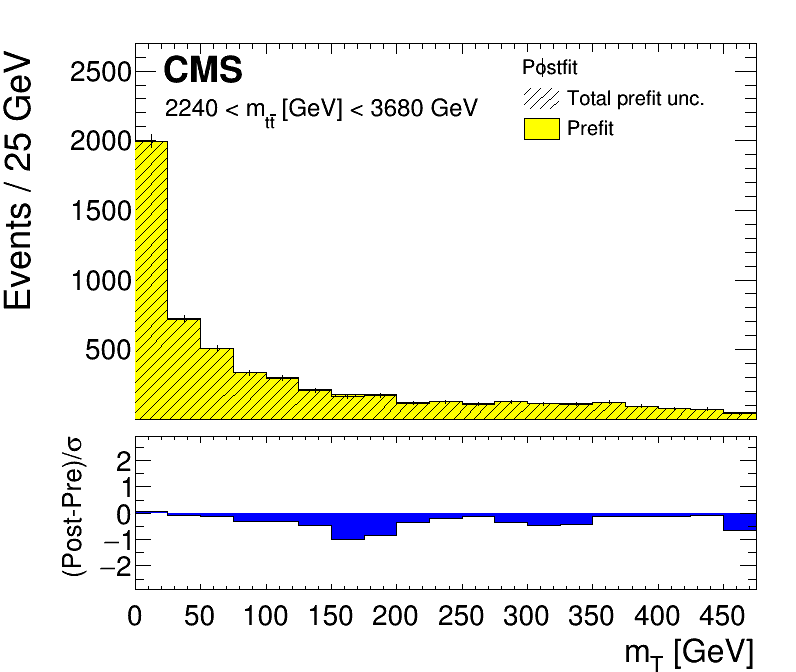 Events / 25 GeV
2500
2000
1500
1000
500
CMS
2240 < m_tt̄ [GeV] < 3680 GeV
Postfit
Total prefit unc.
Prefit
(Post-Pre)/σ
2
1
0
−1
−2
0 50 100 150 200 250 300 350 400 450
m_T [GeV]